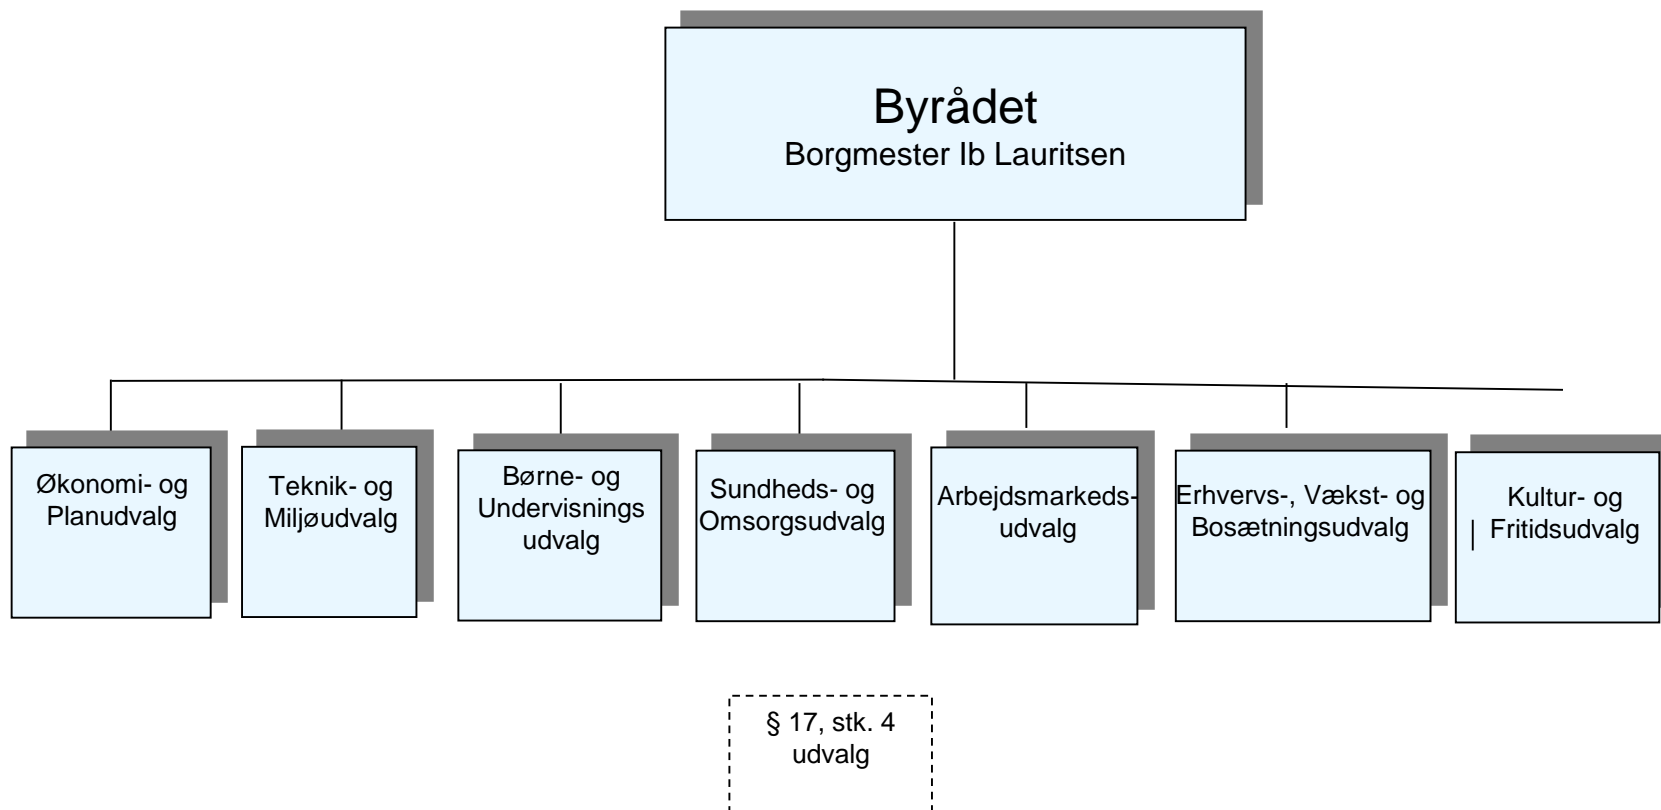 Byrådet
Borgmester Ib Lauritsen
Økonomi- og
Planudvalg
Teknik- og
Miljøudvalg
Børne- og
Undervisnings
udvalg
Sundheds- og
Omsorgsudvalg
Arbejdsmarkeds-
udvalg
Erhvervs-, Vækst- og
Bosætningsudvalg
Kultur- og
Fritidsudvalg
§ 17, stk. 4
udvalg